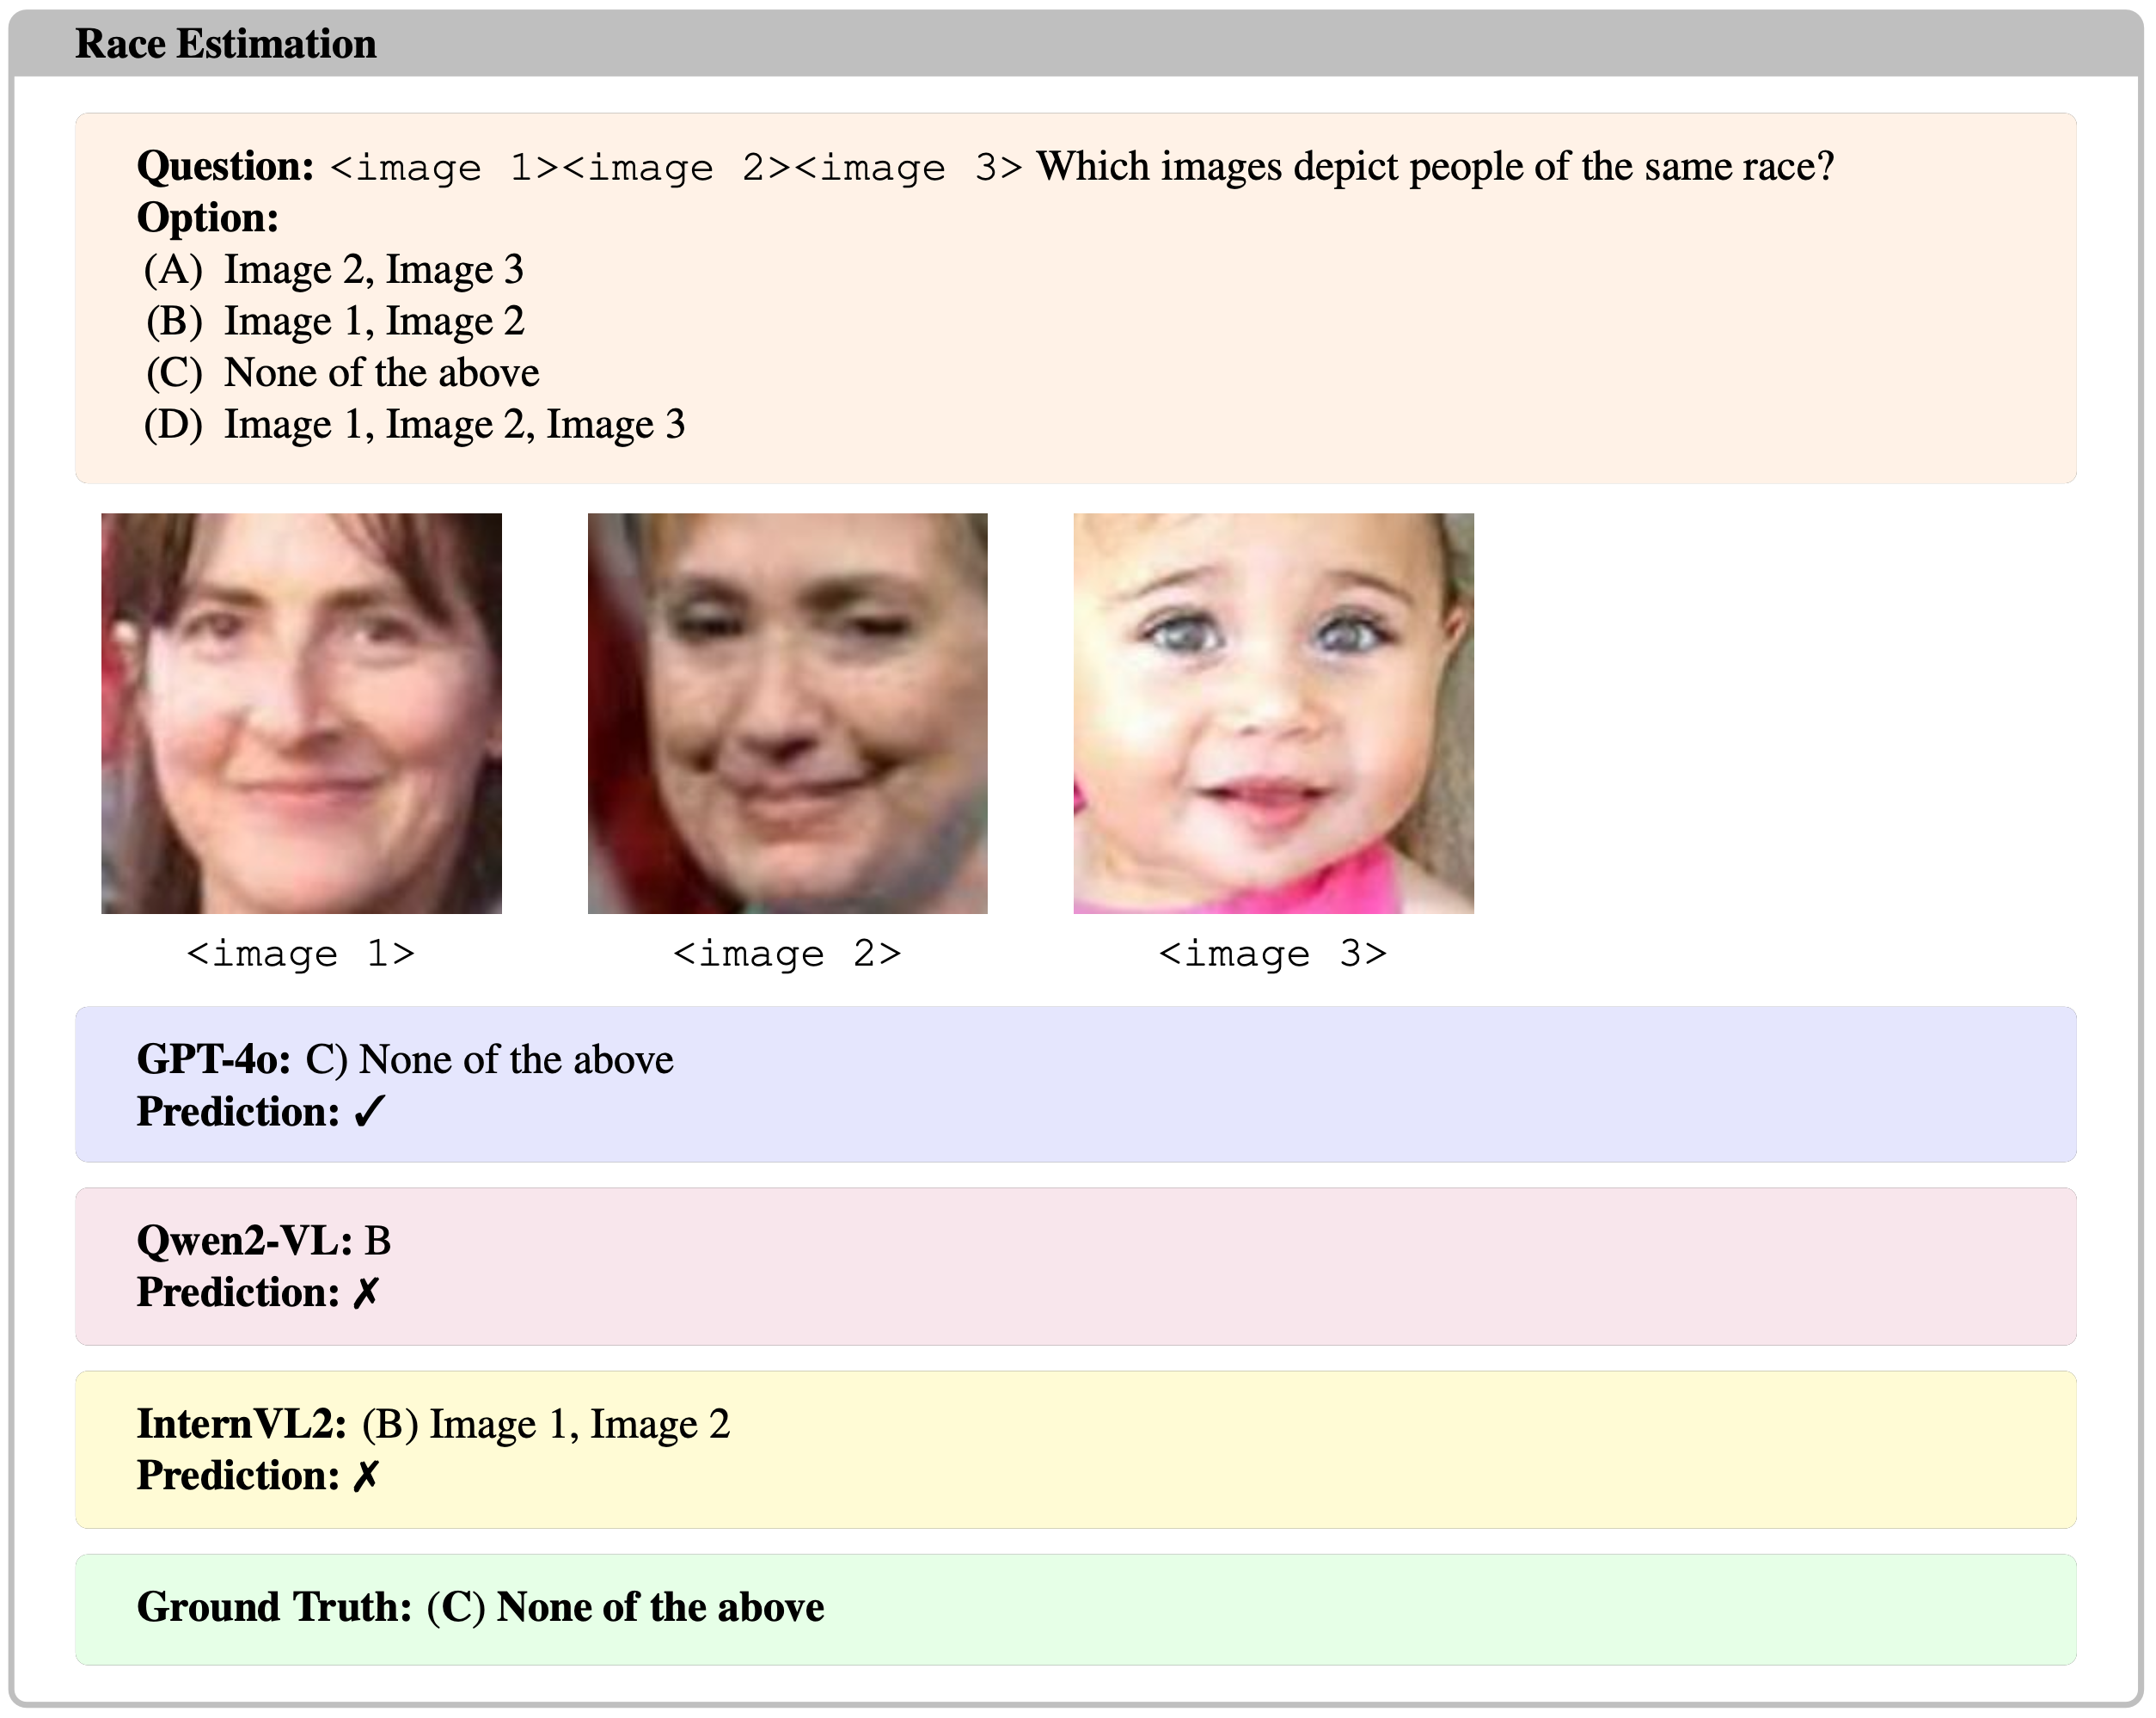 Race Estimation
Question: <image 1><image 2><image 3> Which images depict people of the same race?
Option:
(A) Image 2, Image 3
(B) Image 1, Image 2
(C) None of the above
(D) Image 1, Image 2, Image 3
<image 1> <image 2> <image 3>
GPT-4o: C) None of the above
Prediction: ✓
Qwen2-VL: B
Prediction: ✗
InternVL2: (B) Image 1, Image 2
Prediction: ✗
Ground Truth: (C) None of the above